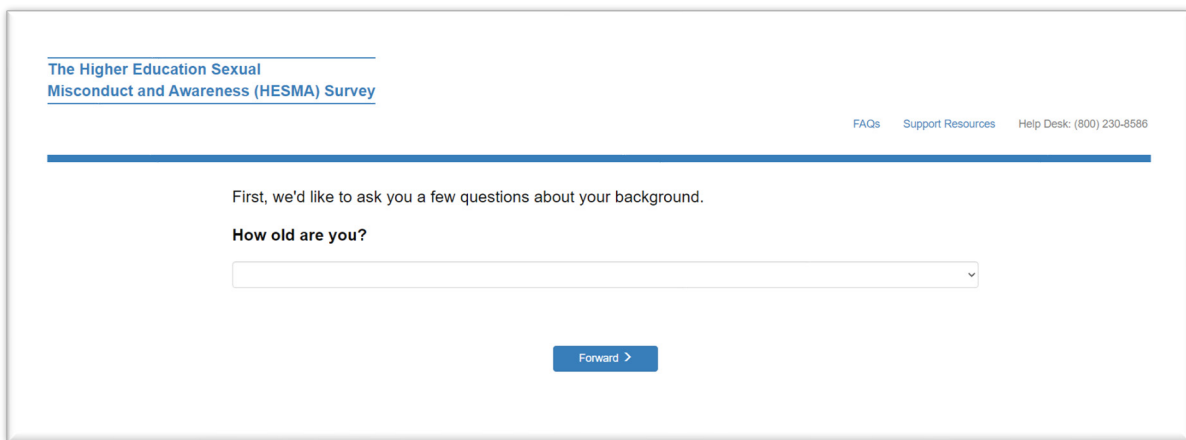 The Higher Education Sexual
Misconduct and Awareness (HESMA) Survey
FAQs Support Resources Help Desk: (800) 230-8586
First, we'd like to ask you a few questions about your background.
How old are you?
Forward >